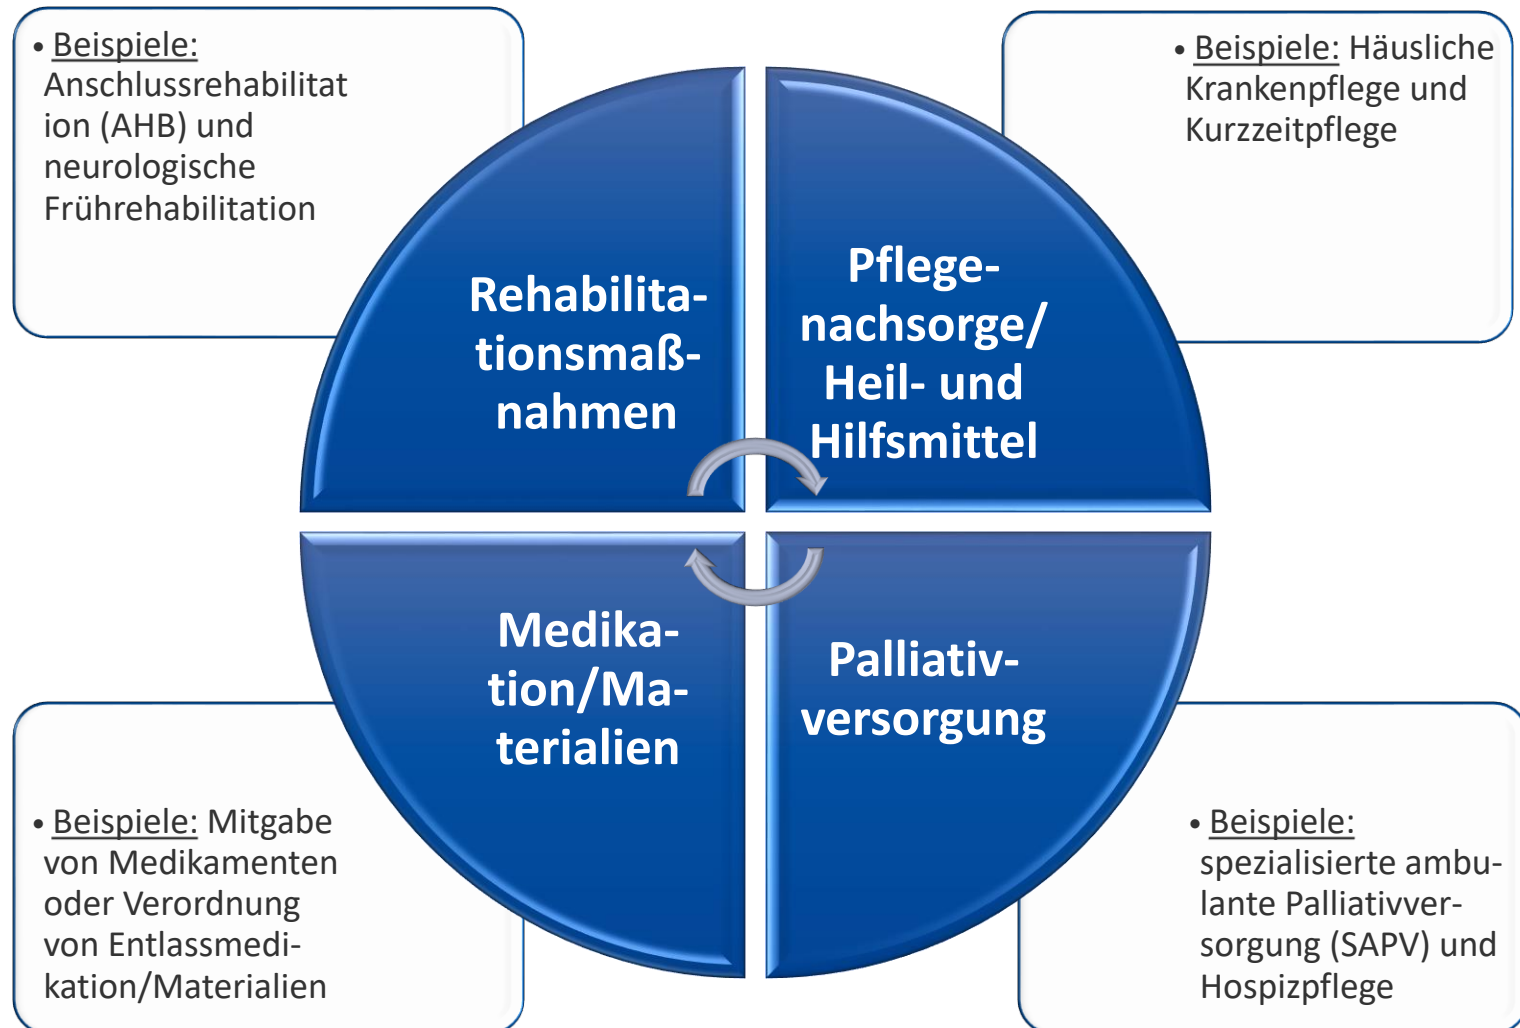 • Beispiele:
Anschlussrehabilitat
ion (AHB) und
neurologische
Frührehabilitation
• Beispiele: Häusliche
Krankenpflege und
Kurzzeitpflege
Rehabilita-
tionsmaß-
nahmen
Pflege-
nachsorge/
Heil- und
Hilfsmittel
Medika-
tion/Ma-
terialien
Palliativ-
versorgung
• Beispiele: Mitgabe
von Medikamenten
oder Verordnung
von Entlassmedi-
kation/Materialien
• Beispiele:
spezialisierte ambu-
lante Palliativver-
sorgung (SAPV) und
Hospizpflege